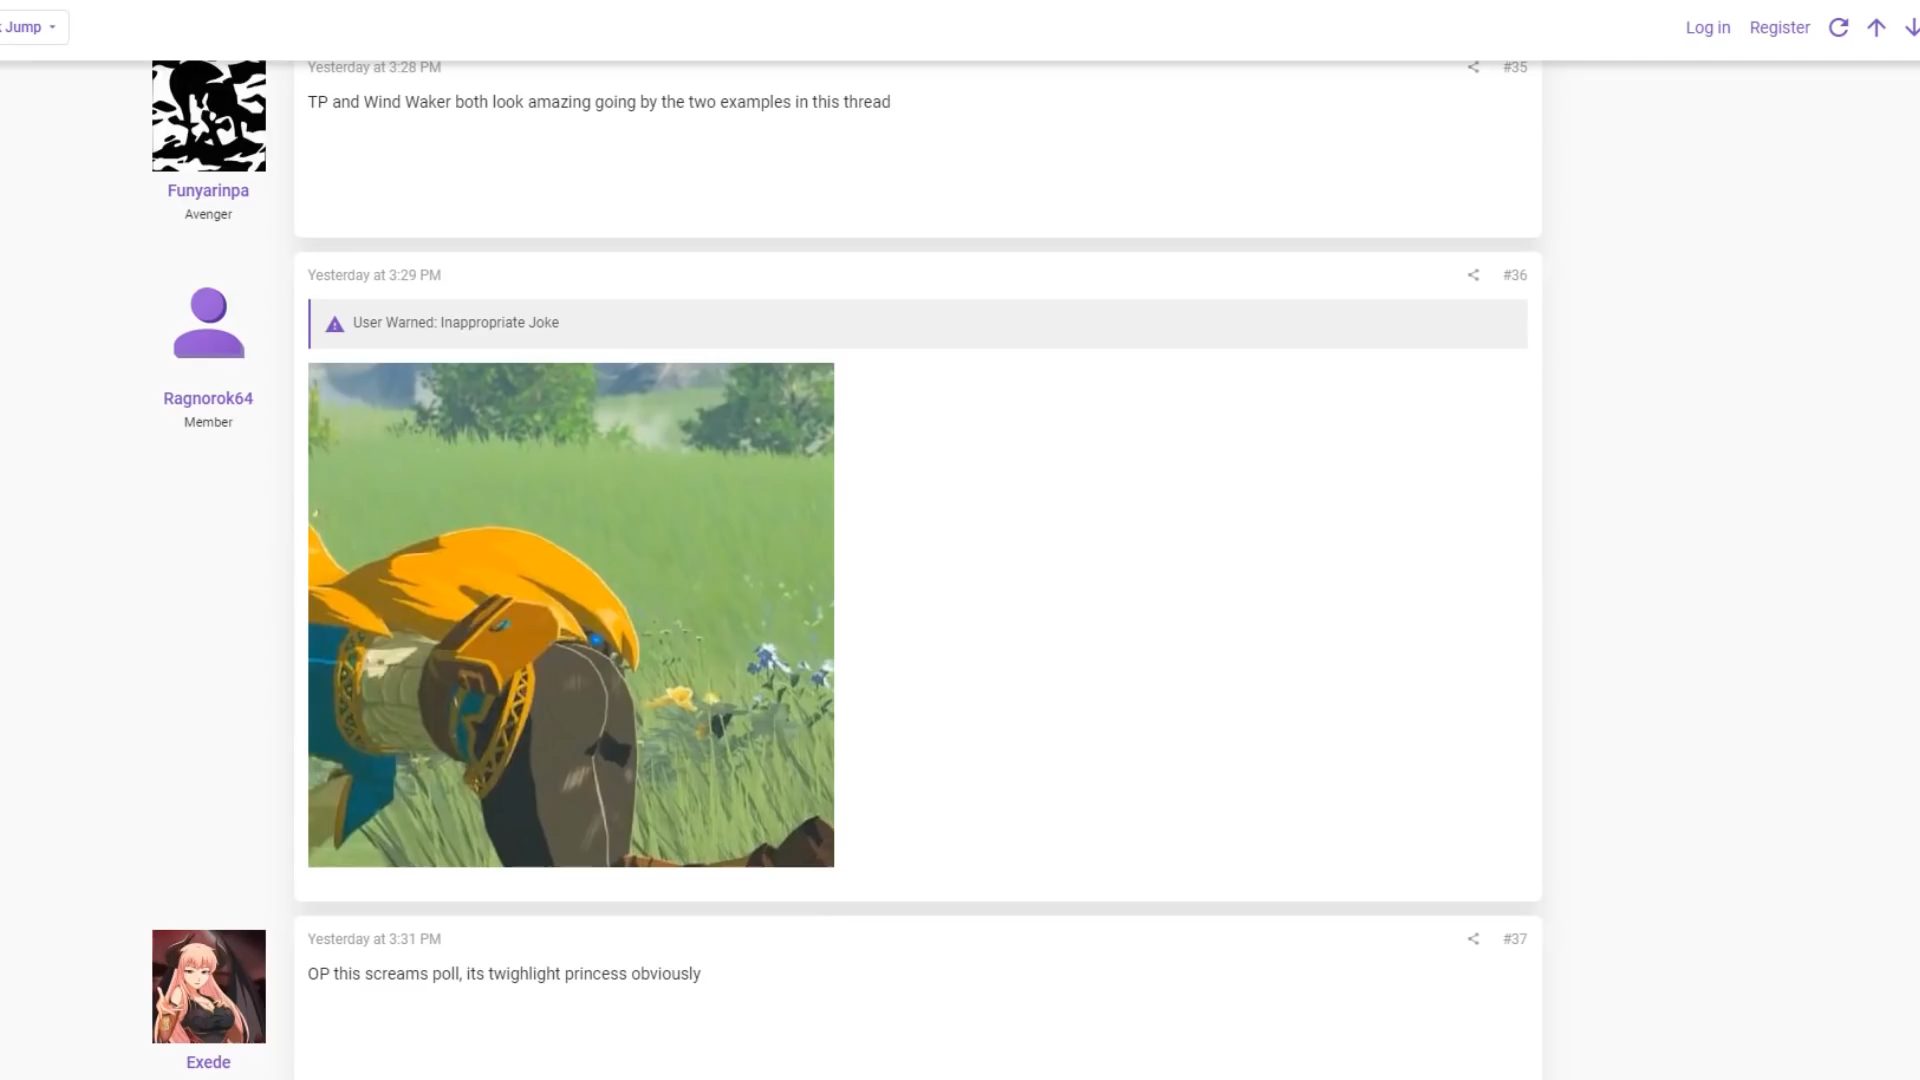 Jump
Log in
Register
Yesterday at 3:28 PM
#35
TP and Wind Waker both look amazing going by the two examples in this thread
Funyarinpa
Avenger
Yesterday at 3:29 PM
#36
User Warned: Inappropriate Joke
Ragnorok64
Member
Yesterday at 3:31 PM
#37
OP this screams poll, its twighlight princess obviously
Exede